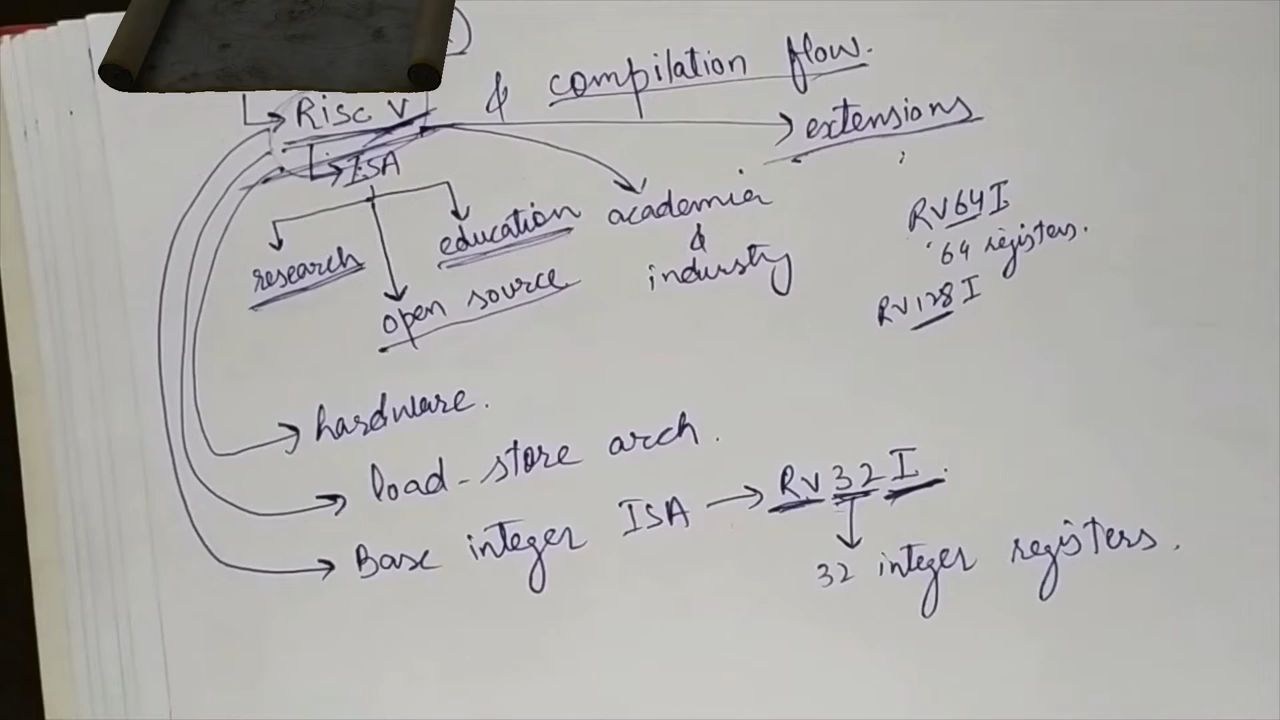 Risc V & compilation flow.
extensions
ISA
research
education
open source
academia
&
industry
RV64I
64 registers.
RV128I
hardware.
load-store arch.
Base integer ISA → RV32I.
32 integer registers.